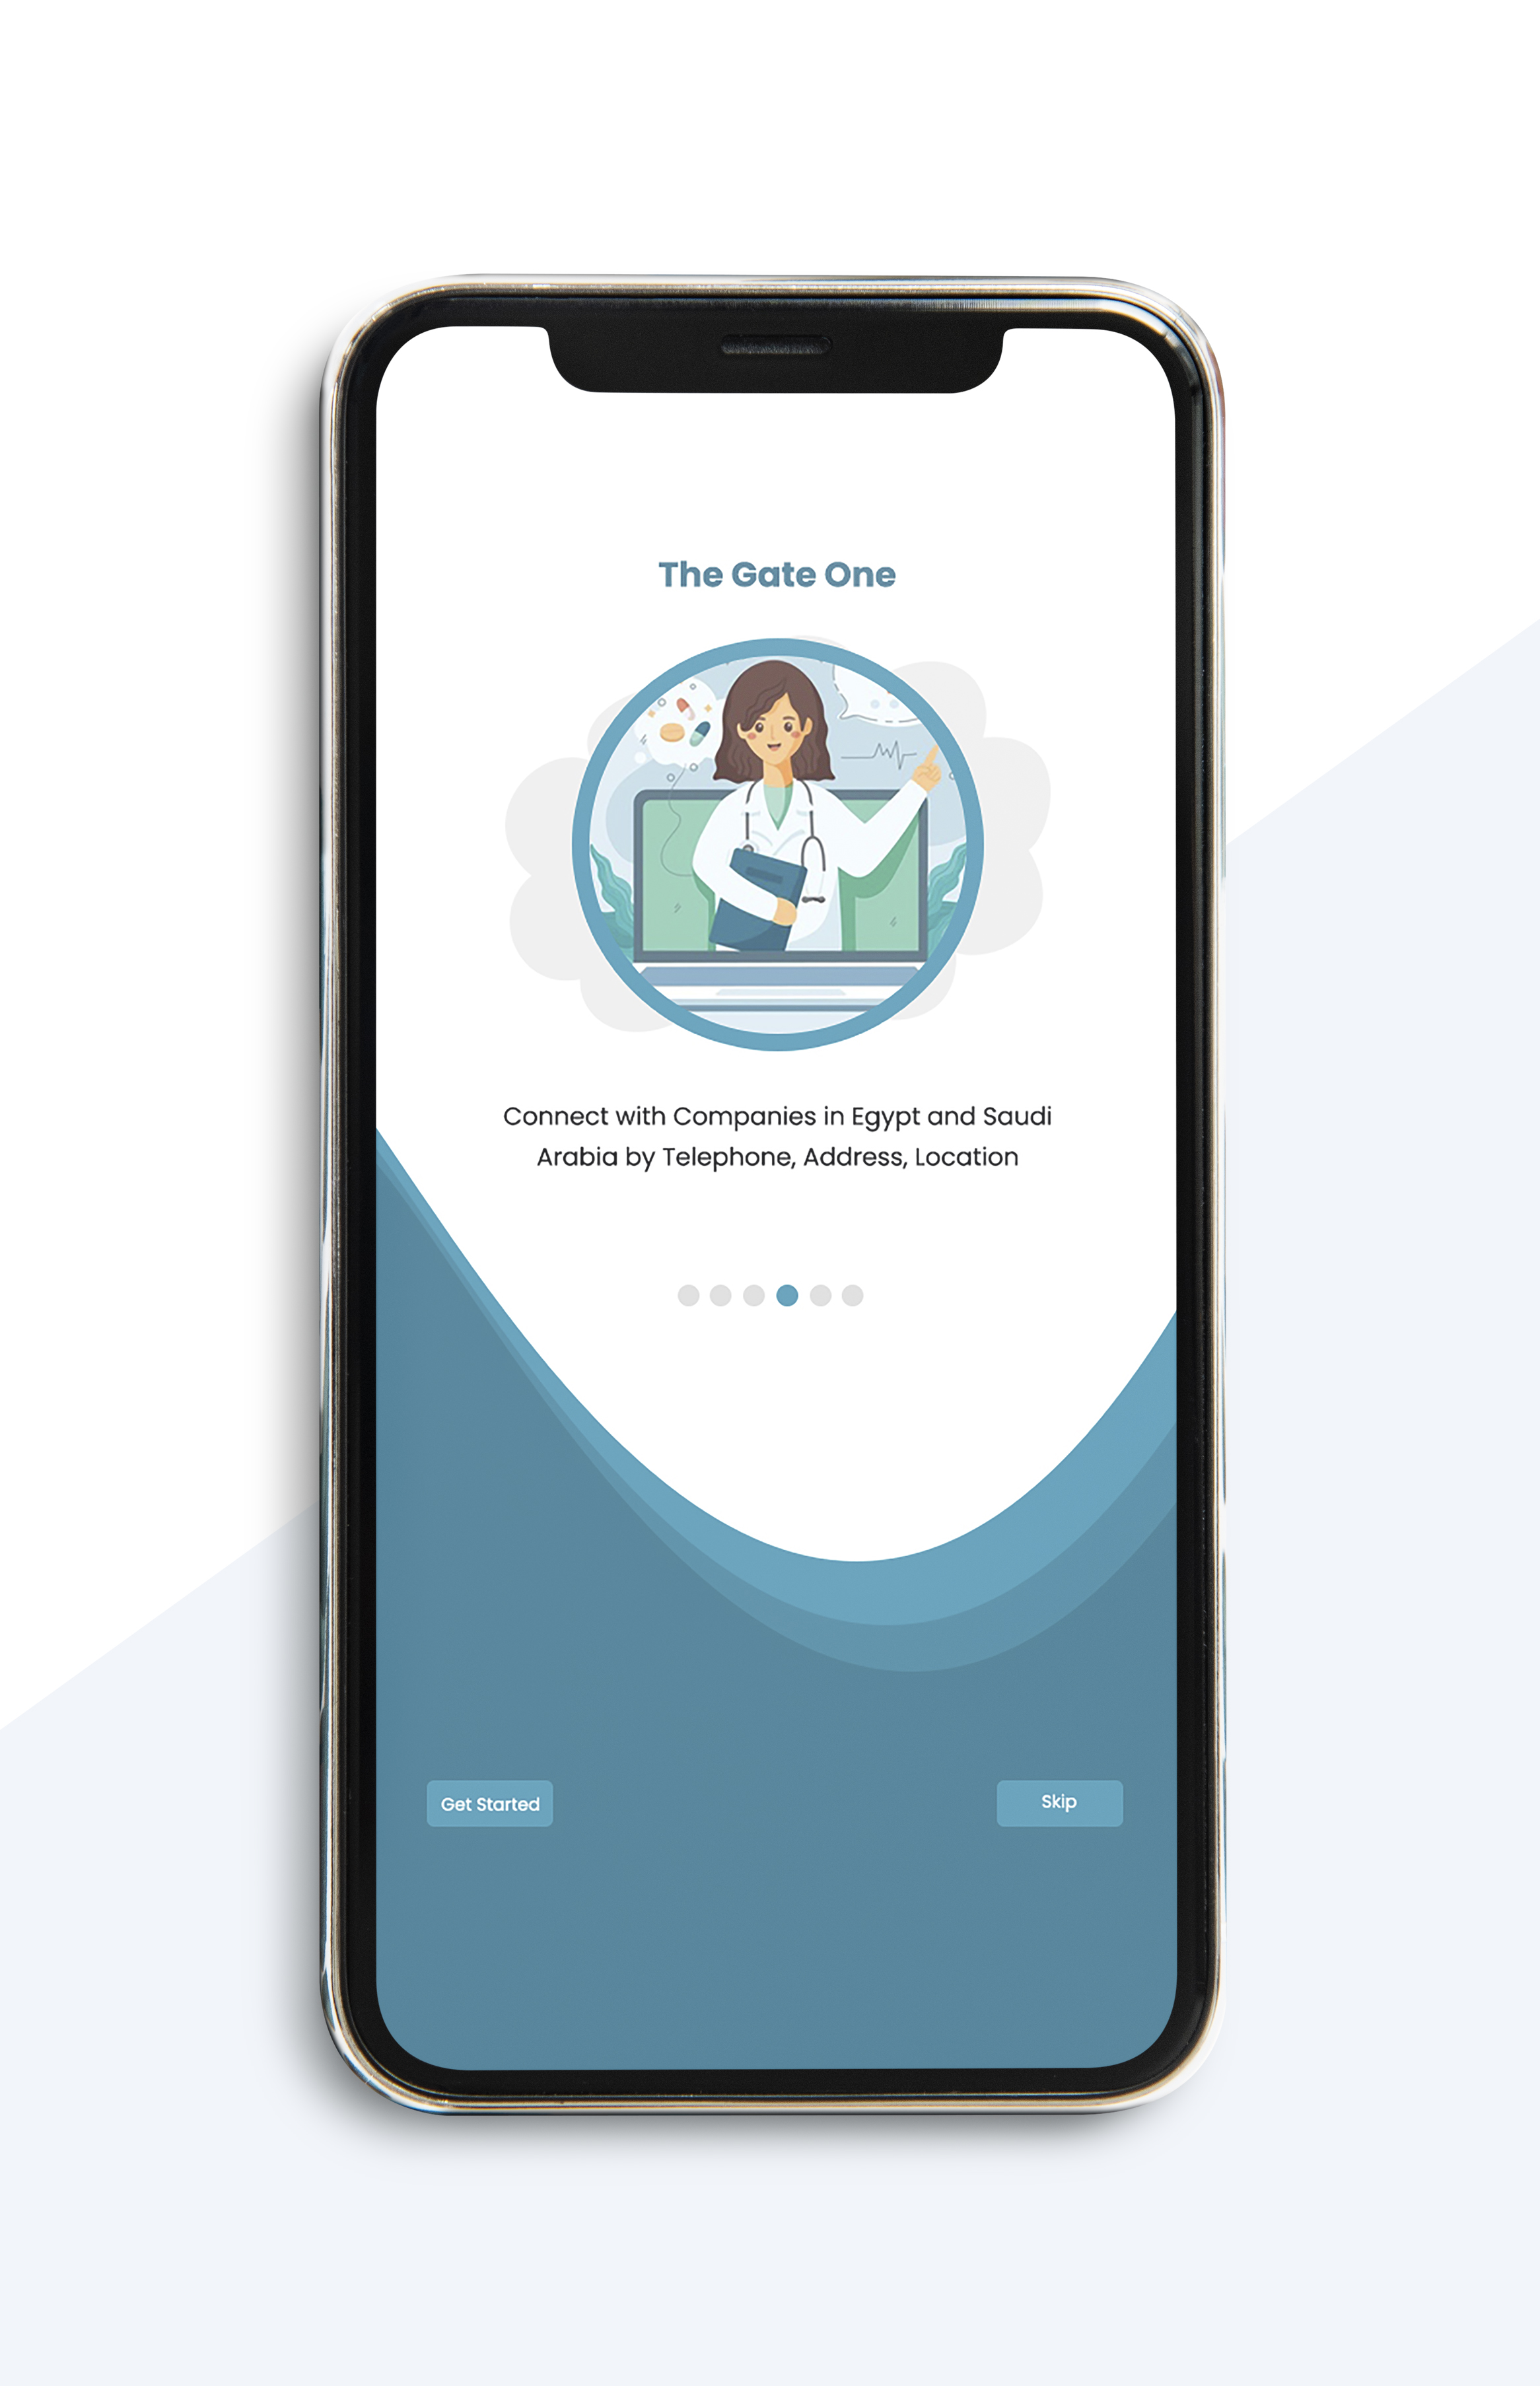 The Gate One
Connect with Companies in Egypt and Saudi
Arabia by Telephone, Address, Location
Get Started
Skip